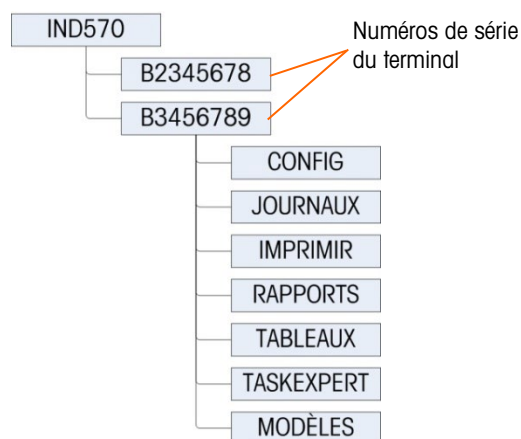 IND570
Numéros de série
du terminal
B2345678
B3456789
CONFIG
JOURNAUX
IMPRIMIR
RAPPORTS
TABLEAUX
TASKEXPERT
MODÈLES